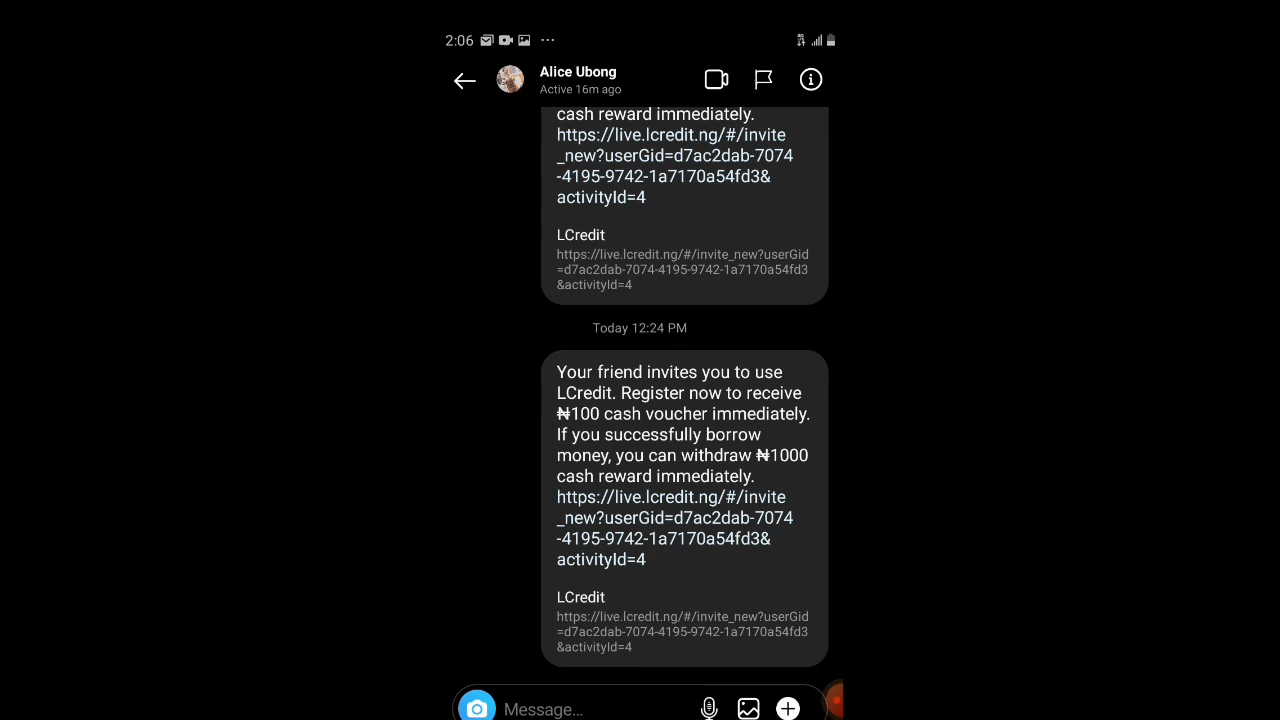 2:06
Alice Ubong
Active 16m ago
cash reward immediately.
https://live.lcredit.ng/#/invite
_new?userGid=d7ac2dab-7074
-4195-9742-1a7170a54fd3&
activityId=4
LCredit
https://live.lcredit.ng/#/invite_new?userGid
=d7ac2dab-7074-4195-9742-1a7170a54fd3
&activityId=4
Today 12:24 PM
Your friend invites you to use
LCredit. Register now to receive
₦100 cash voucher immediately.
If you successfully borrow
money, you can withdraw ₦1000
cash reward immediately.
https://live.lcredit.ng/#/invite
_new?userGid=d7ac2dab-7074
-4195-9742-1a7170a54fd3&
activityId=4
LCredit
https://live.lcredit.ng/#/invite_new?userGid
=d7ac2dab-7074-4195-9742-1a7170a54fd3
&activityId=4
Message...